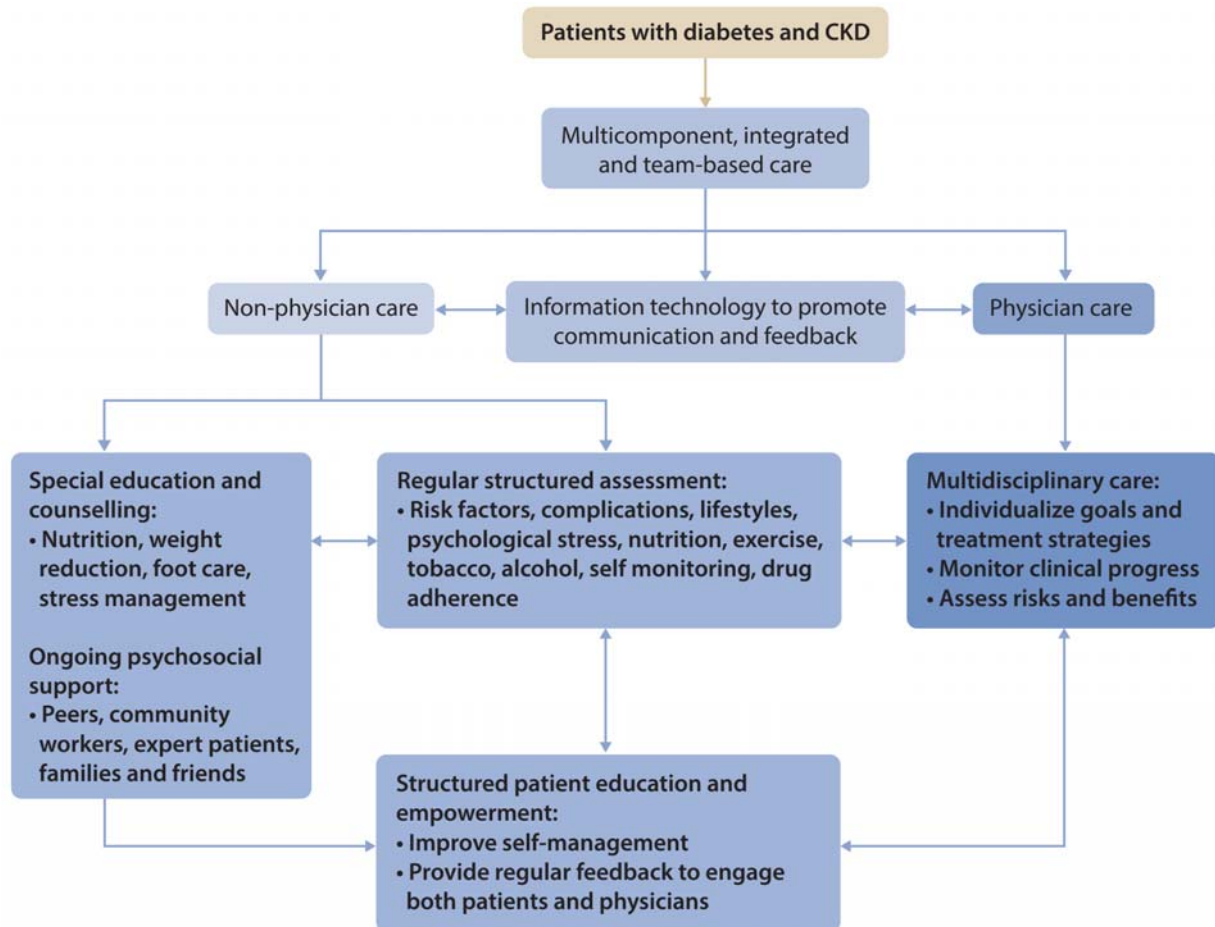 Patients with diabetes and CKD
Multicomponent, integrated
and team-based care
Non-physician care
Information technology to promote
communication and feedback
Physician care
Special education and
counselling:
• Nutrition, weight
reduction, foot care,
stress management
Ongoing psychosocial
support:
• Peers, community
workers, expert patients,
families and friends
Regular structured assessment:
• Risk factors, complications, lifestyles,
psychological stress, nutrition, exercise,
tobacco, alcohol, self monitoring, drug
adherence
Multidisciplinary care:
• Individualize goals and
treatment strategies
• Monitor clinical progress
• Assess risks and benefits
Structured patient education and
empowerment:
• Improve self-management
• Provide regular feedback to engage
both patients and physicians